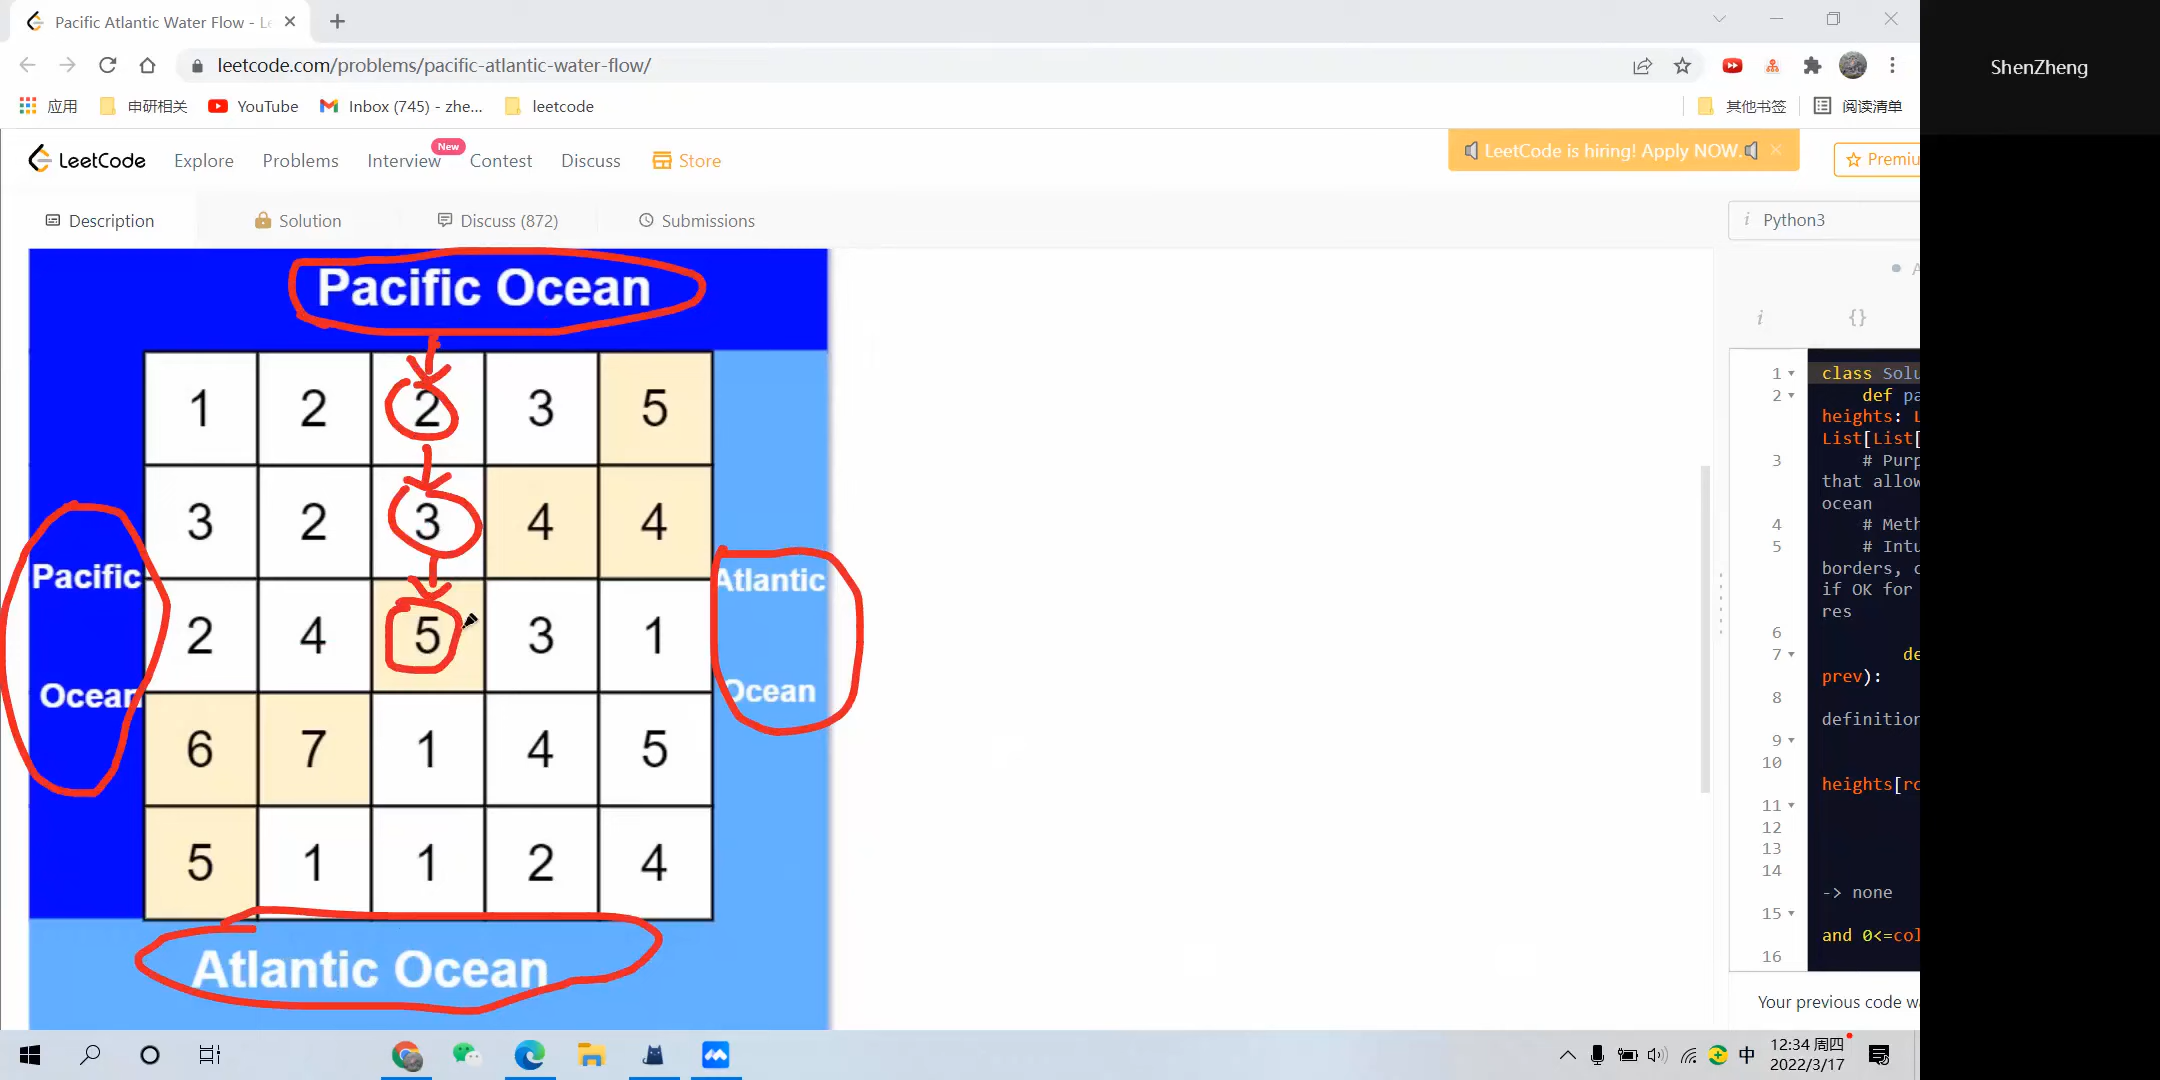 Pacific Atlantic Water Flow - Le
ShenZheng
leetcode.com/problems/pacific-atlantic-water-flow/
应用
申研相关
YouTube
Inbox (745) - zhe...
leetcode
其他书签
阅读清单
LeetCode
Explore
Problems
Interview
New
Contest
Discuss
Store
LeetCode is hiring! Apply NOW.
Premiu
Description
Solution
Discuss (872)
Submissions
i Python3
Pacific Ocean
1 2 2 3 5
3 2 3 4 4
2 4 5 3 1
6 7 1 4 5
5 1 1 2 4
Pacific
Ocean
Atlantic
Ocean
Atlantic Ocean
i {}
1 class Solu
2 def pa
heights: L
List[List[
3 # Purp
that allow
ocean
4 # Meth
5 # Intu
borders, c
if OK for
res
6
7 de
prev):
8
definition
9
10
heights[ro
11
12
13
14
-> none
15
and 0<=col
16
Your previous code wa
中
12:34 周四
2022/3/17